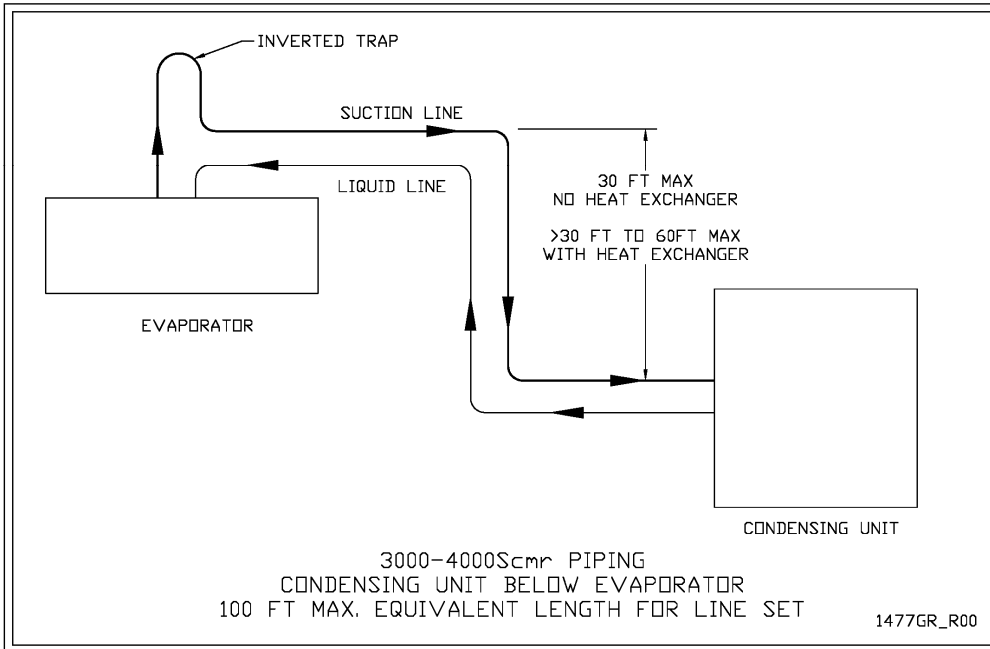 INVERTED TRAP
SUCTION LINE
LIQUID LINE
30 FT MAX
NO HEAT EXCHANGER
>30 FT TO 60FT MAX
WITH HEAT EXCHANGER
EVAPORATOR
CONDENSING UNIT
3000-4000Scmr PIPING
CONDENSING UNIT BELOW EVAPORATOR
100 FT MAX. EQUIVALENT LENGTH FOR LINE SET
1477GR_R00